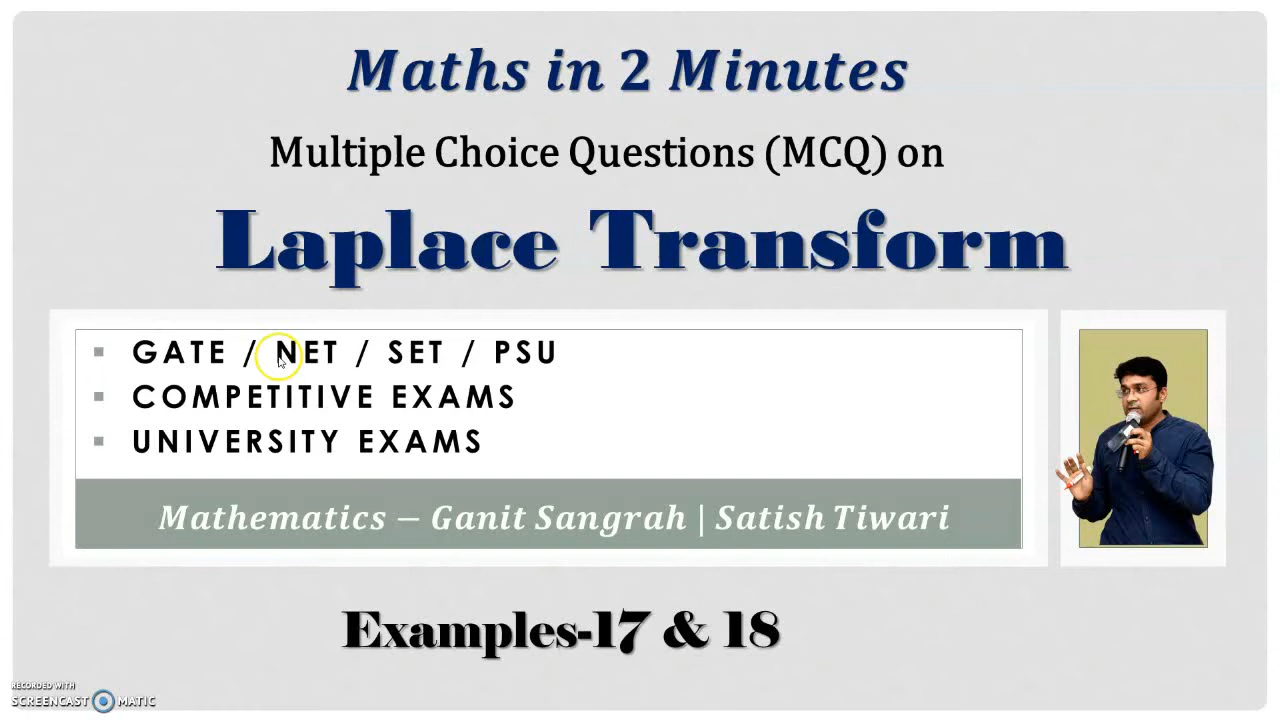 Maths in 2 Minutes
Multiple Choice Questions (MCQ) on
Laplace Transform
▪ GATE / NET / SET / PSU
▪ COMPETITIVE EXAMS
▪ UNIVERSITY EXAMS
Mathematics – Ganit Sangrah | Satish Tiwari
Examples-17 & 18
RECORDED WITH
SCREENCAST MATIC